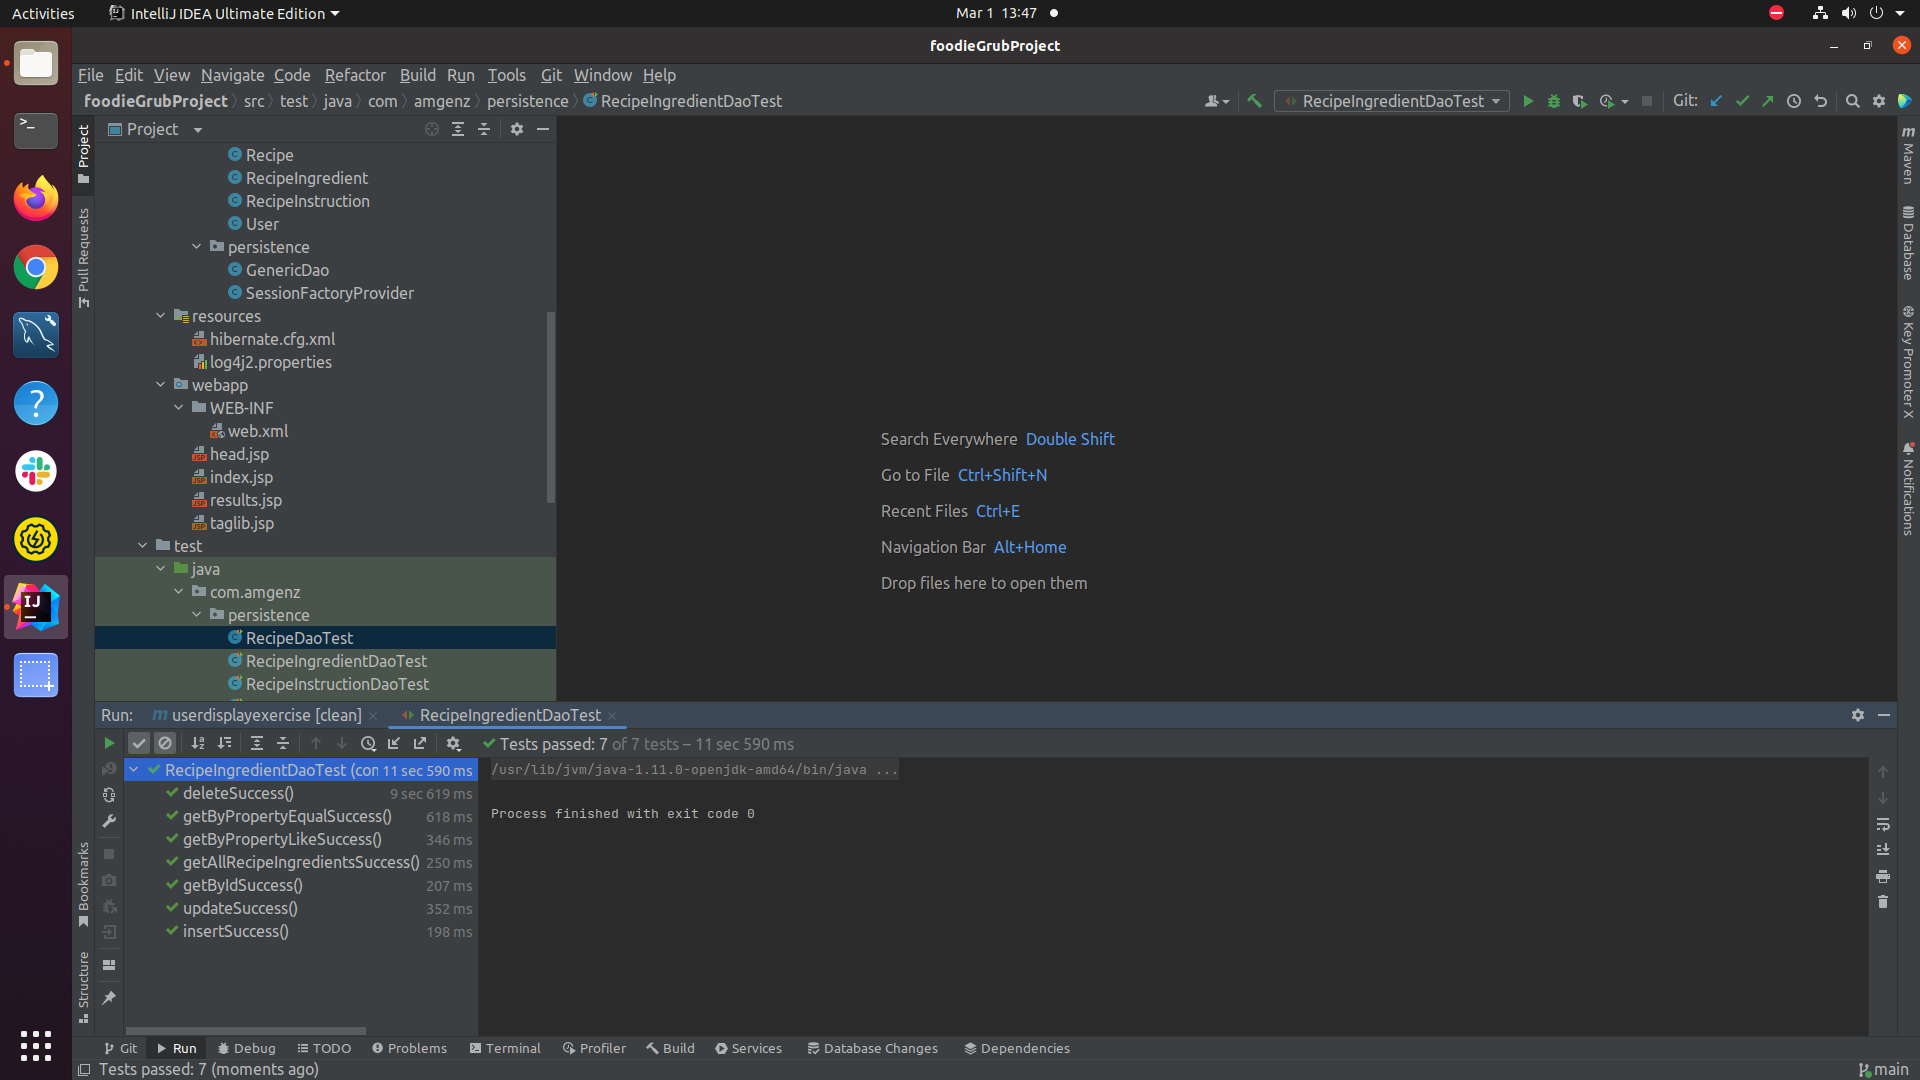 Activities
IntelliJ IDEA Ultimate Edition
Mar 1 13:47
foodieGrubProject
File Edit View Navigate Code Refactor Build Run Tools Git Window Help
foodieGrubProject src test java com amgenz persistence RecipeIngredientDaoTest
RecipeIngredientDaoTest
Git:
Project
Project
Pull Requests
Recipe
RecipeIngredient
RecipeInstruction
User
persistence
GenericDao
SessionFactoryProvider
resources
hibernate.cfg.xml
log4j2.properties
webapp
WEB-INF
web.xml
head.jsp
index.jsp
results.jsp
taglib.jsp
test
java
com.amgenz
persistence
RecipeDaoTest
RecipeIngredientDaoTest
RecipeInstructionDaoTest
Search Everywhere Double Shift
Go to File Ctrl+Shift+N
Recent Files Ctrl+E
Navigation Bar Alt+Home
Drop files here to open them
Maven
Database
Key Promoter X
Notifications
Run: userdisplayexercise [clean] RecipeIngredientDaoTest
Tests passed: 7 of 7 tests – 11 sec 590 ms
RecipeIngredientDaoTest (con 11 sec 590 ms
deleteSuccess() 9 sec 619 ms
getByPropertyEqualSuccess() 618 ms
getByPropertyLikeSuccess() 346 ms
getAllRecipeIngredientsSuccess() 250 ms
getByIdSuccess() 207 ms
updateSuccess() 352 ms
insertSuccess() 198 ms
/usr/lib/jvm/java-1.11.0-openjdk-amd64/bin/java ...
Process finished with exit code 0
Bookmarks
Structure
Git Run Debug TODO Problems Terminal Profiler Build Services Database Changes Dependencies
Tests passed: 7 (moments ago)
main